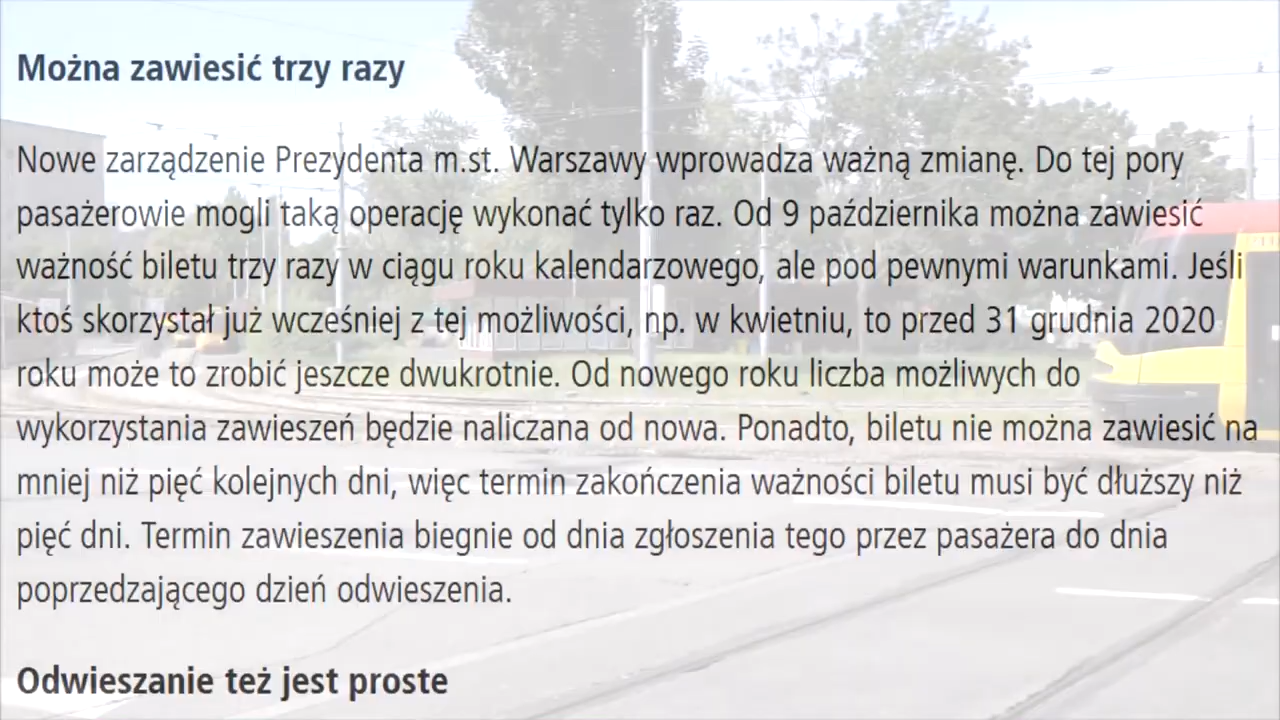 Można zawiesić trzy razy
Nowe zarządzenie Prezydenta m.st. Warszawy wprowadza ważną zmianę. Do tej pory
pasażerowie mogli taką operację wykonać tylko raz. Od 9 października można zawiesić
ważność biletu trzy razy w ciągu roku kalendarzowego, ale pod pewnymi warunkami. Jeśli
ktoś skorzystał już wcześniej z tej możliwości, np. w kwietniu, to przed 31 grudnia 2020
roku może to zrobić jeszcze dwukrotnie. Od nowego roku liczba możliwych do
wykorzystania zawieszeń będzie naliczana od nowa. Ponadto, biletu nie można zawiesić na
mniej niż pięć kolejnych dni, więc termin zakończenia ważności biletu musi być dłuższy niż
pięć dni. Termin zawieszenia biegnie od dnia zgłoszenia tego przez pasażera do dnia
poprzedzającego dzień odwieszenia.
Odwieszanie też jest proste